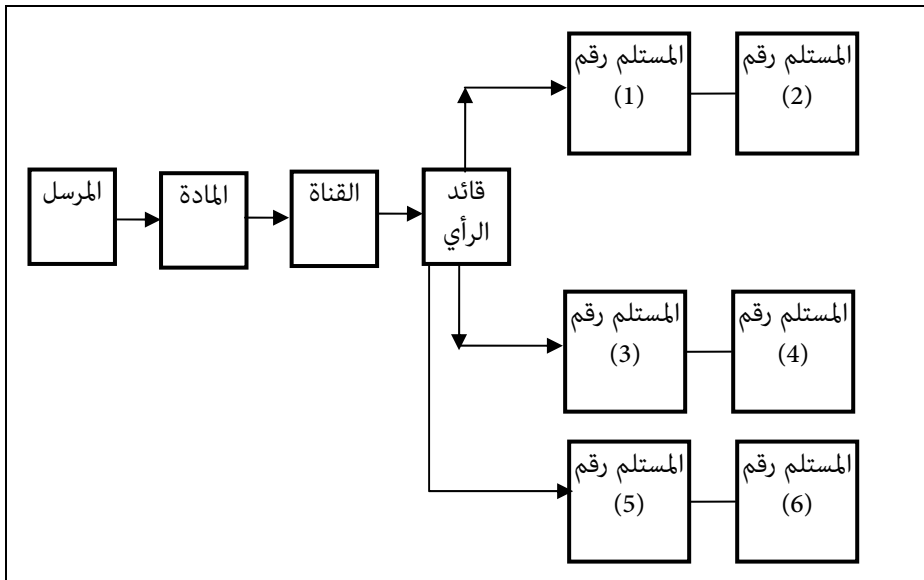 المرسل
المادة
القناة
قائد
الرأي
المستلم رقم
(1)
المستلم رقم
(2)
المستلم رقم
(3)
المستلم رقم
(4)
المستلم رقم
(5)
المستلم رقم
(6)